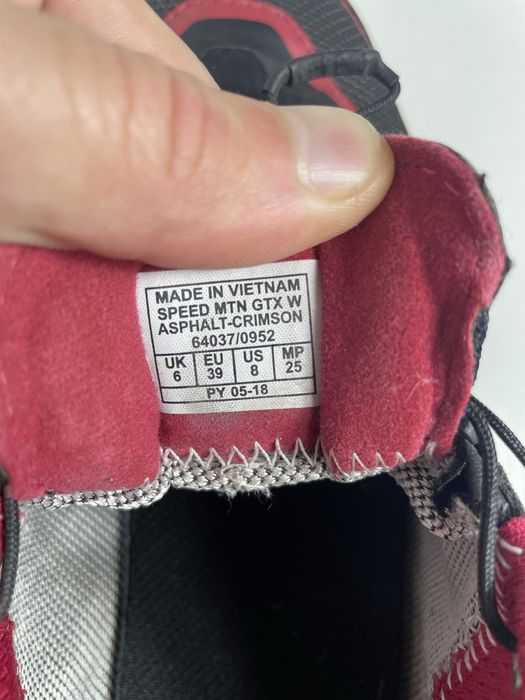 MADE IN VIETNAM
SPEED MTN GTX W
ASPHALT-CRIMSON
64037/0952
UK EU US MP
6 39 8 25
PY 05-18